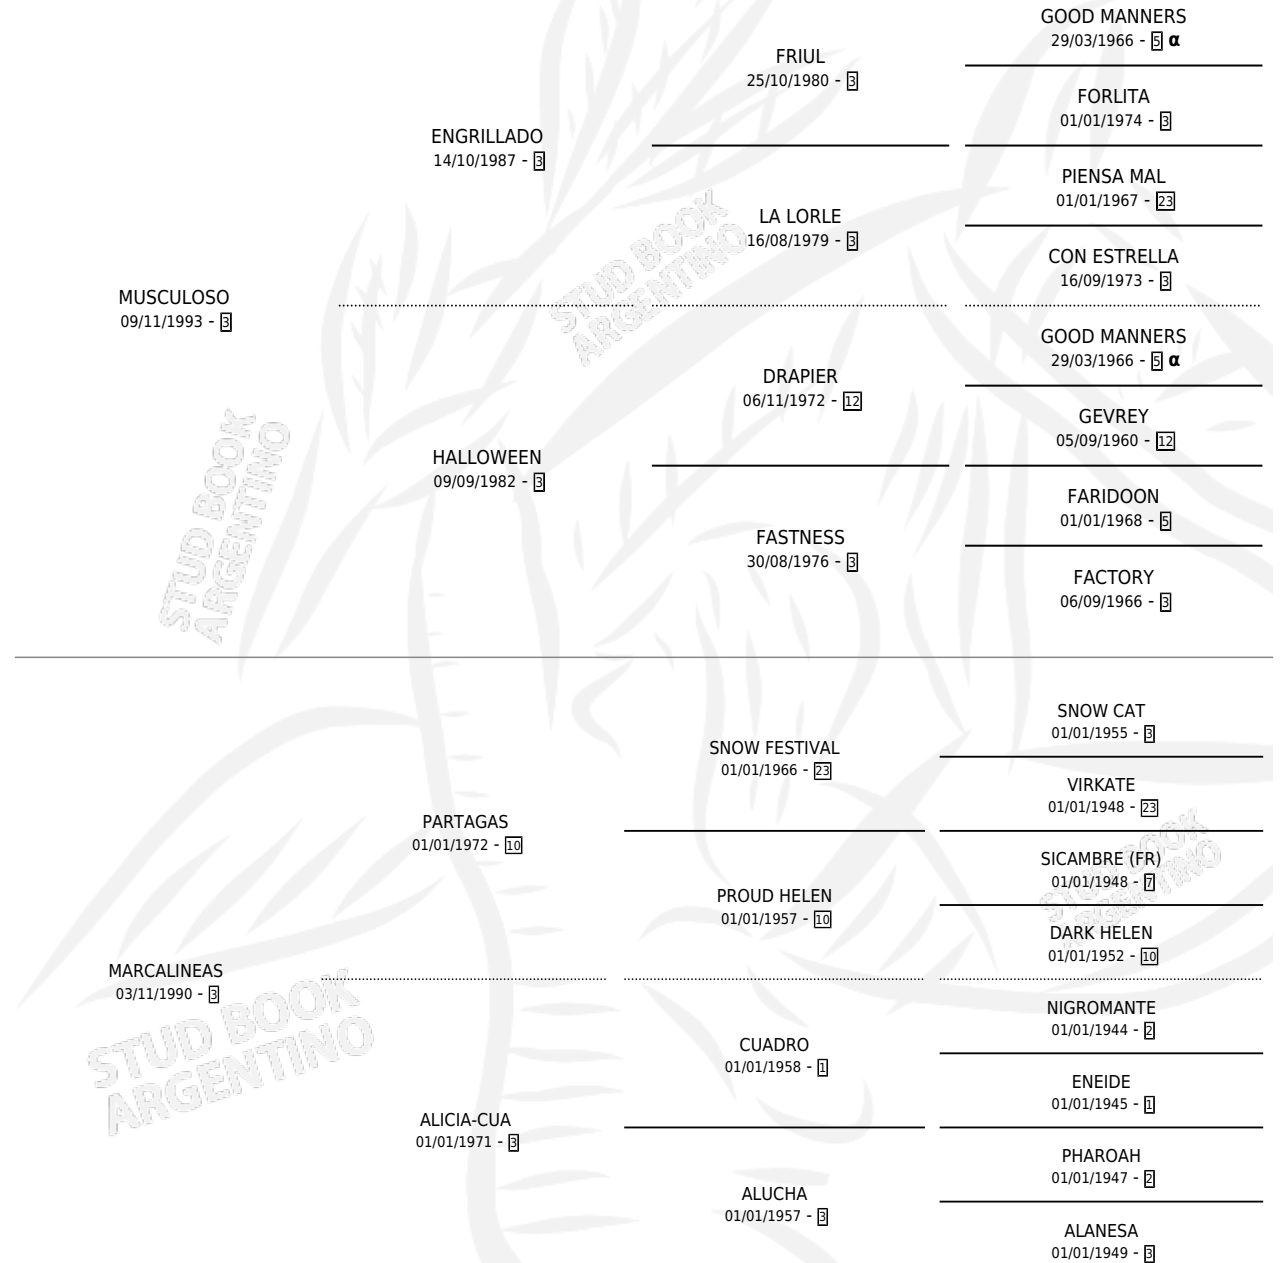 GOOD MANNERS
29/03/1966 - 5 α
FRIUL
25/10/1980 - 3
FORLITA
01/01/1974 - 3
ENGRILLADO
14/10/1987 - 3
PIENSA MAL
01/01/1967 - 23
LA LORLE
16/08/1979 - 3
CON ESTRELLA
16/09/1973 - 3
MUSCULOSO
09/11/1993 - 3
GOOD MANNERS
29/03/1966 - 5 α
DRAPIER
06/11/1972 - 12
GEVREY
05/09/1960 - 12
HALLOWEEN
09/09/1982 - 3
FARIDOON
01/01/1968 - 5
FASTNESS
30/08/1976 - 3
FACTORY
06/09/1966 - 3
SNOW CAT
01/01/1955 - 3
SNOW FESTIVAL
01/01/1966 - 23
VIRKATE
01/01/1948 - 23
PARTAGAS
01/01/1972 - 10
SICAMBRE (FR)
01/01/1948 - 7
PROUD HELEN
01/01/1957 - 10
DARK HELEN
01/01/1952 - 10
MARCALINEAS
03/11/1990 - 3
NIGROMANTE
01/01/1944 - 2
CUADRO
01/01/1958 - 1
ENEIDE
01/01/1945 - 1
ALICIA-CUA
01/01/1971 - 3
PHAROAH
01/01/1947 - 2
ALUCHA
01/01/1957 - 3
ALANESA
01/01/1949 - 3
STUD BOOK
ARGENTINO
STUD BOOK
ARGENTINO
STUD BOOK
ARGENTINO
STUD BOOK
ARGENTINO